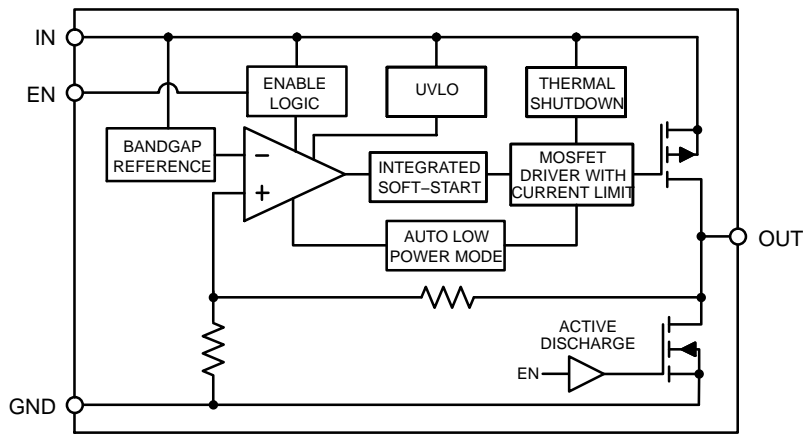 IN
EN
ENABLE
LOGIC
UVLO
THERMAL
SHUTDOWN
BANDGAP
REFERENCE
−
+
INTEGRATED
SOFT−START
MOSFET
DRIVER WITH
CURRENT LIMIT
AUTO LOW
POWER MODE
OUT
ACTIVE
DISCHARGE
EN
GND